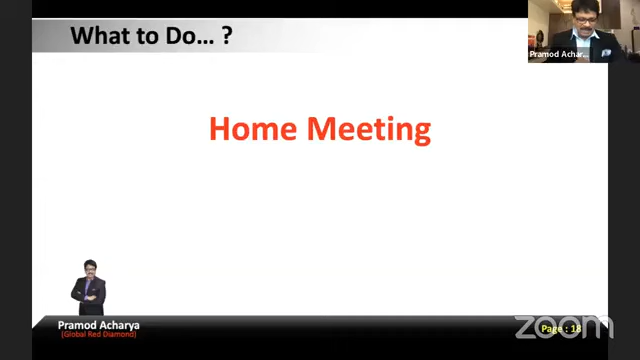 What to Do... ?
Pramod Achar...
Home Meeting
Pramod Acharya
(Global Red Diamond)
Page : 18
zoom